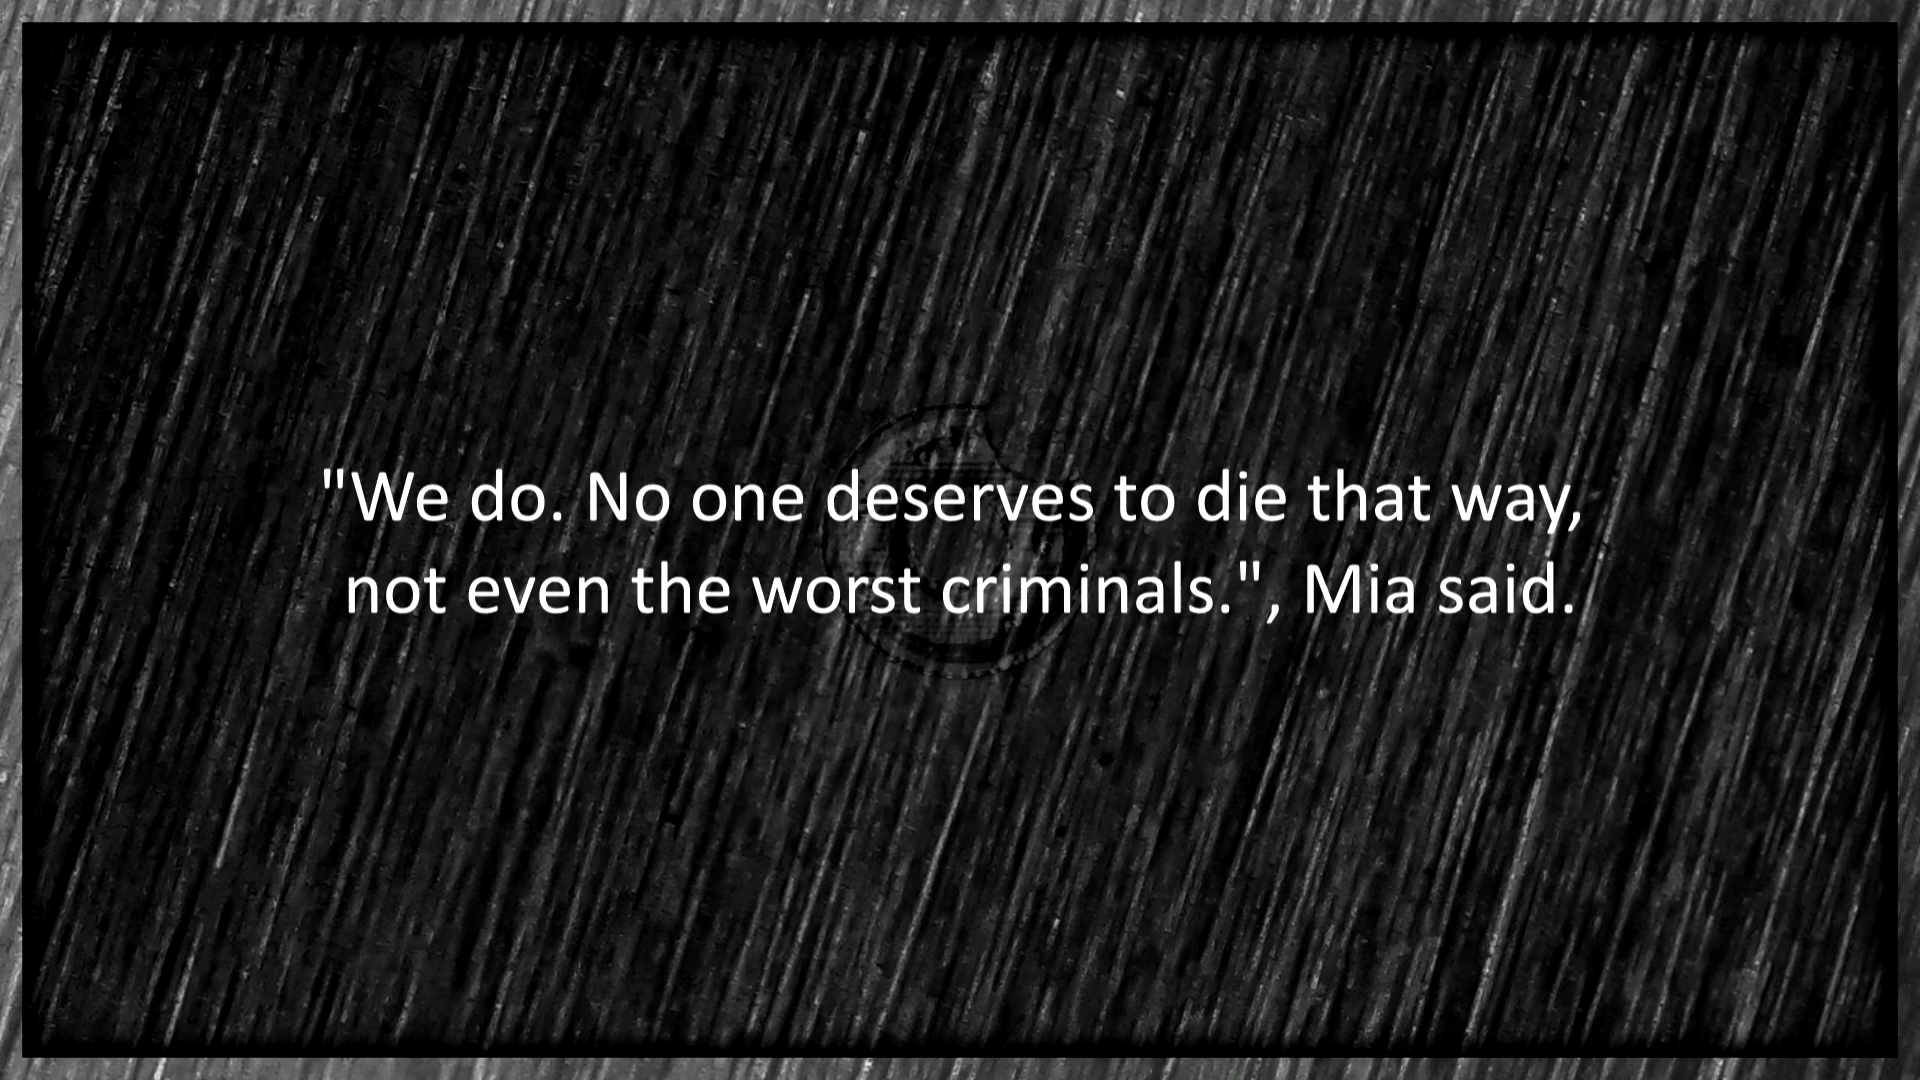 "We do. No one deserves to die that way,
not even the worst criminals.", Mia said.